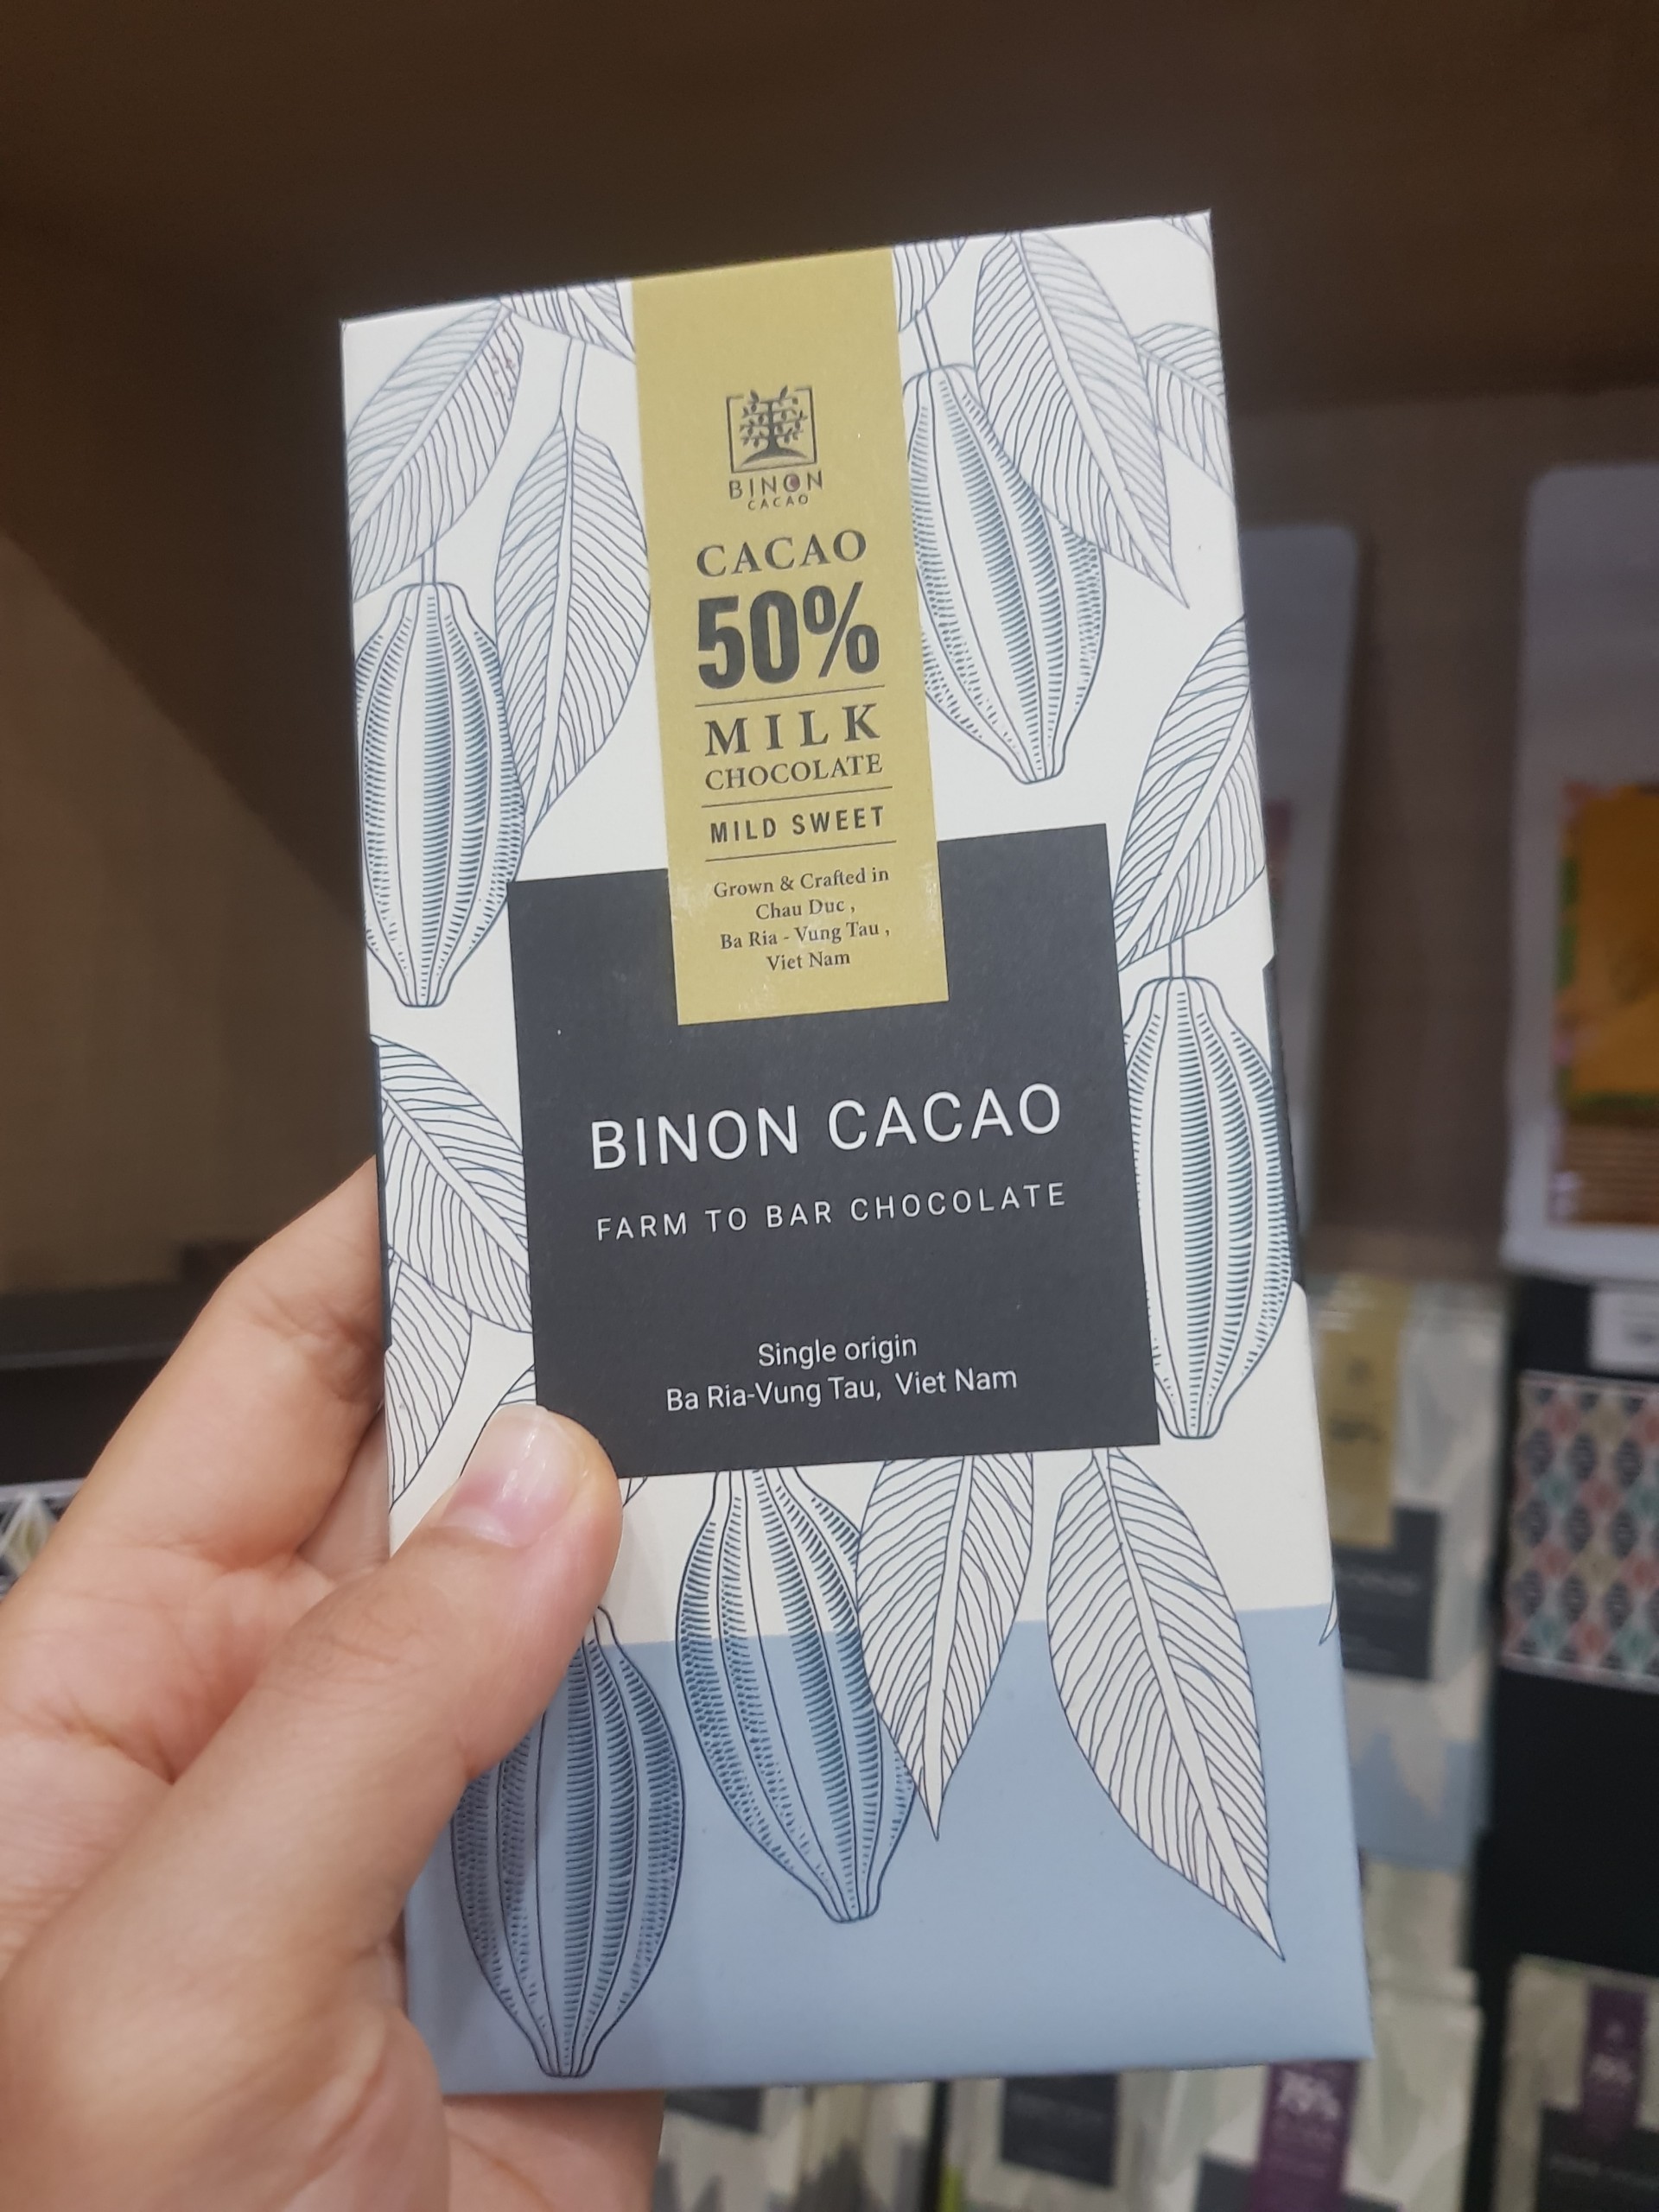 BINON
CACAO
CACAO
50%
MILK
CHOCOLATE
MILD SWEET
Grown & Crafted in
Chau Duc ,
Ba Ria - Vung Tau ,
Viet Nam
BINON CACAO
FARM TO BAR CHOCOLATE
Single origin
Ba Ria-Vung Tau, Viet Nam
75%